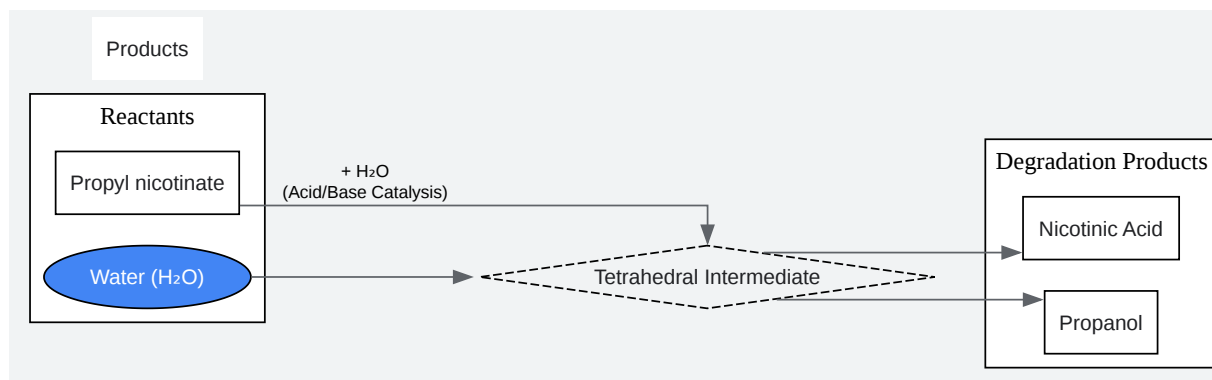 Products
Reactants
Propyl nicotinate
Water (H₂O)
+ H₂O
(Acid/Base Catalysis)
Tetrahedral Intermediate
Degradation Products
Nicotinic Acid
Propanol